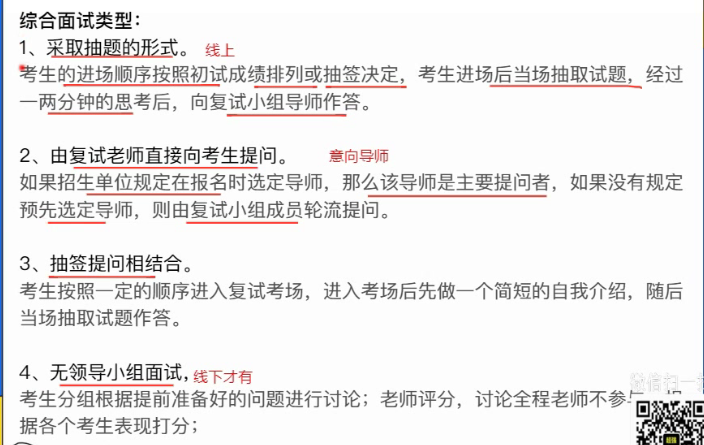 综合面试类型：
1、采取抽题的形式。 线上
考生的进场顺序按照初试成绩排列或抽签决定，考生进场后当场抽取试题，经过
一两分钟的思考后，向复试小组导师作答。
2、由复试老师直接向考生提问。 意向导师
如果招生单位规定在报名时选定导师，那么该导师是主要提问者，如果没有规定
预先选定导师，则由复试小组成员轮流提问。
3、抽签提问相结合。
考生按照一定的顺序进入复试考场，进入考场后先做一个简短的自我介绍，随后
当场抽取试题作答。
4、无领导小组面试， 线下才有
微信扫一
考生分组根据提前准备好的问题进行讨论；老师评分，讨论全程老师不参与
据各个考生表现打分；